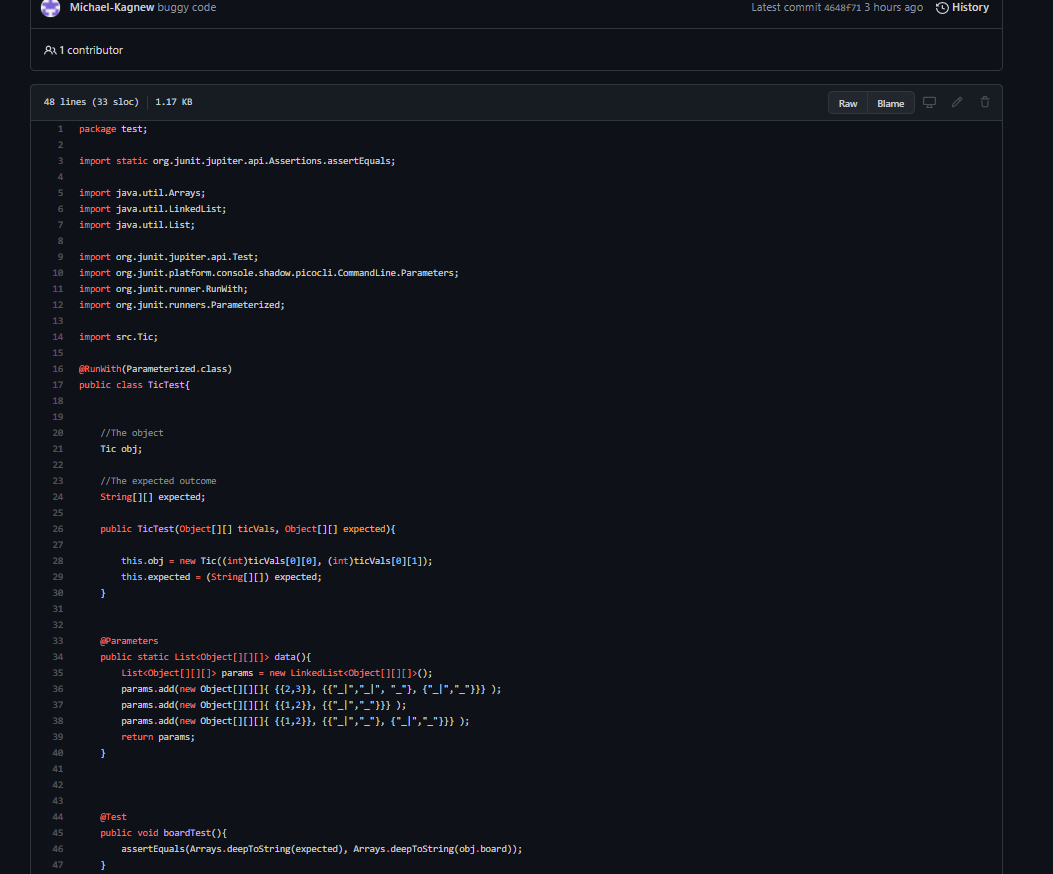 Michael-Kagnew buggy code
Latest commit 4648f71 3 hours ago History
1 contributor
48 lines (33 sloc) 1.17 KB
Raw Blame
1 package test;
2
3 import static org.junit.jupiter.api.Assertions.assertEquals;
4
5 import java.util.Arrays;
6 import java.util.LinkedList;
7 import java.util.List;
8
9 import org.junit.jupiter.api.Test;
10 import org.junit.platform.console.shadow.picocli.CommandLine.Parameters;
11 import org.junit.runner.RunWith;
12 import org.junit.runners.Parameterized;
13
14 import src.Tic;
15
16 @RunWith(Parameterized.class)
17 public class TicTest{
18
19
20 //The object
21 Tic obj;
22
23 //The expected outcome
24 String[][] expected;
25
26 public TicTest(Object[][] ticVals, Object[][] expected){
27
28 this.obj = new Tic((int)ticVals[0][0], (int)ticVals[0][1]);
29 this.expected = (String[][]) expected;
30 }
31
32
33 @Parameters
34 public static List<Object[][][]> data(){
35 List<Object[][][]> params = new LinkedList<Object[][][]>();
36 params.add(new Object[][][]{ {{2,3}}, {{"_|","_|", "_"}, {"_|","_"}}} );
37 params.add(new Object[][][]{ {{1,2}}, {{"_|","_"}}} );
38 params.add(new Object[][][]{ {{1,2}}, {{"_|","_"}, {"_|","_"}}} );
39 return params;
40 }
41
42
43
44 @Test
45 public void boardTest(){
46 assertEquals(Arrays.deepToString(expected), Arrays.deepToString(obj.board));
47 }